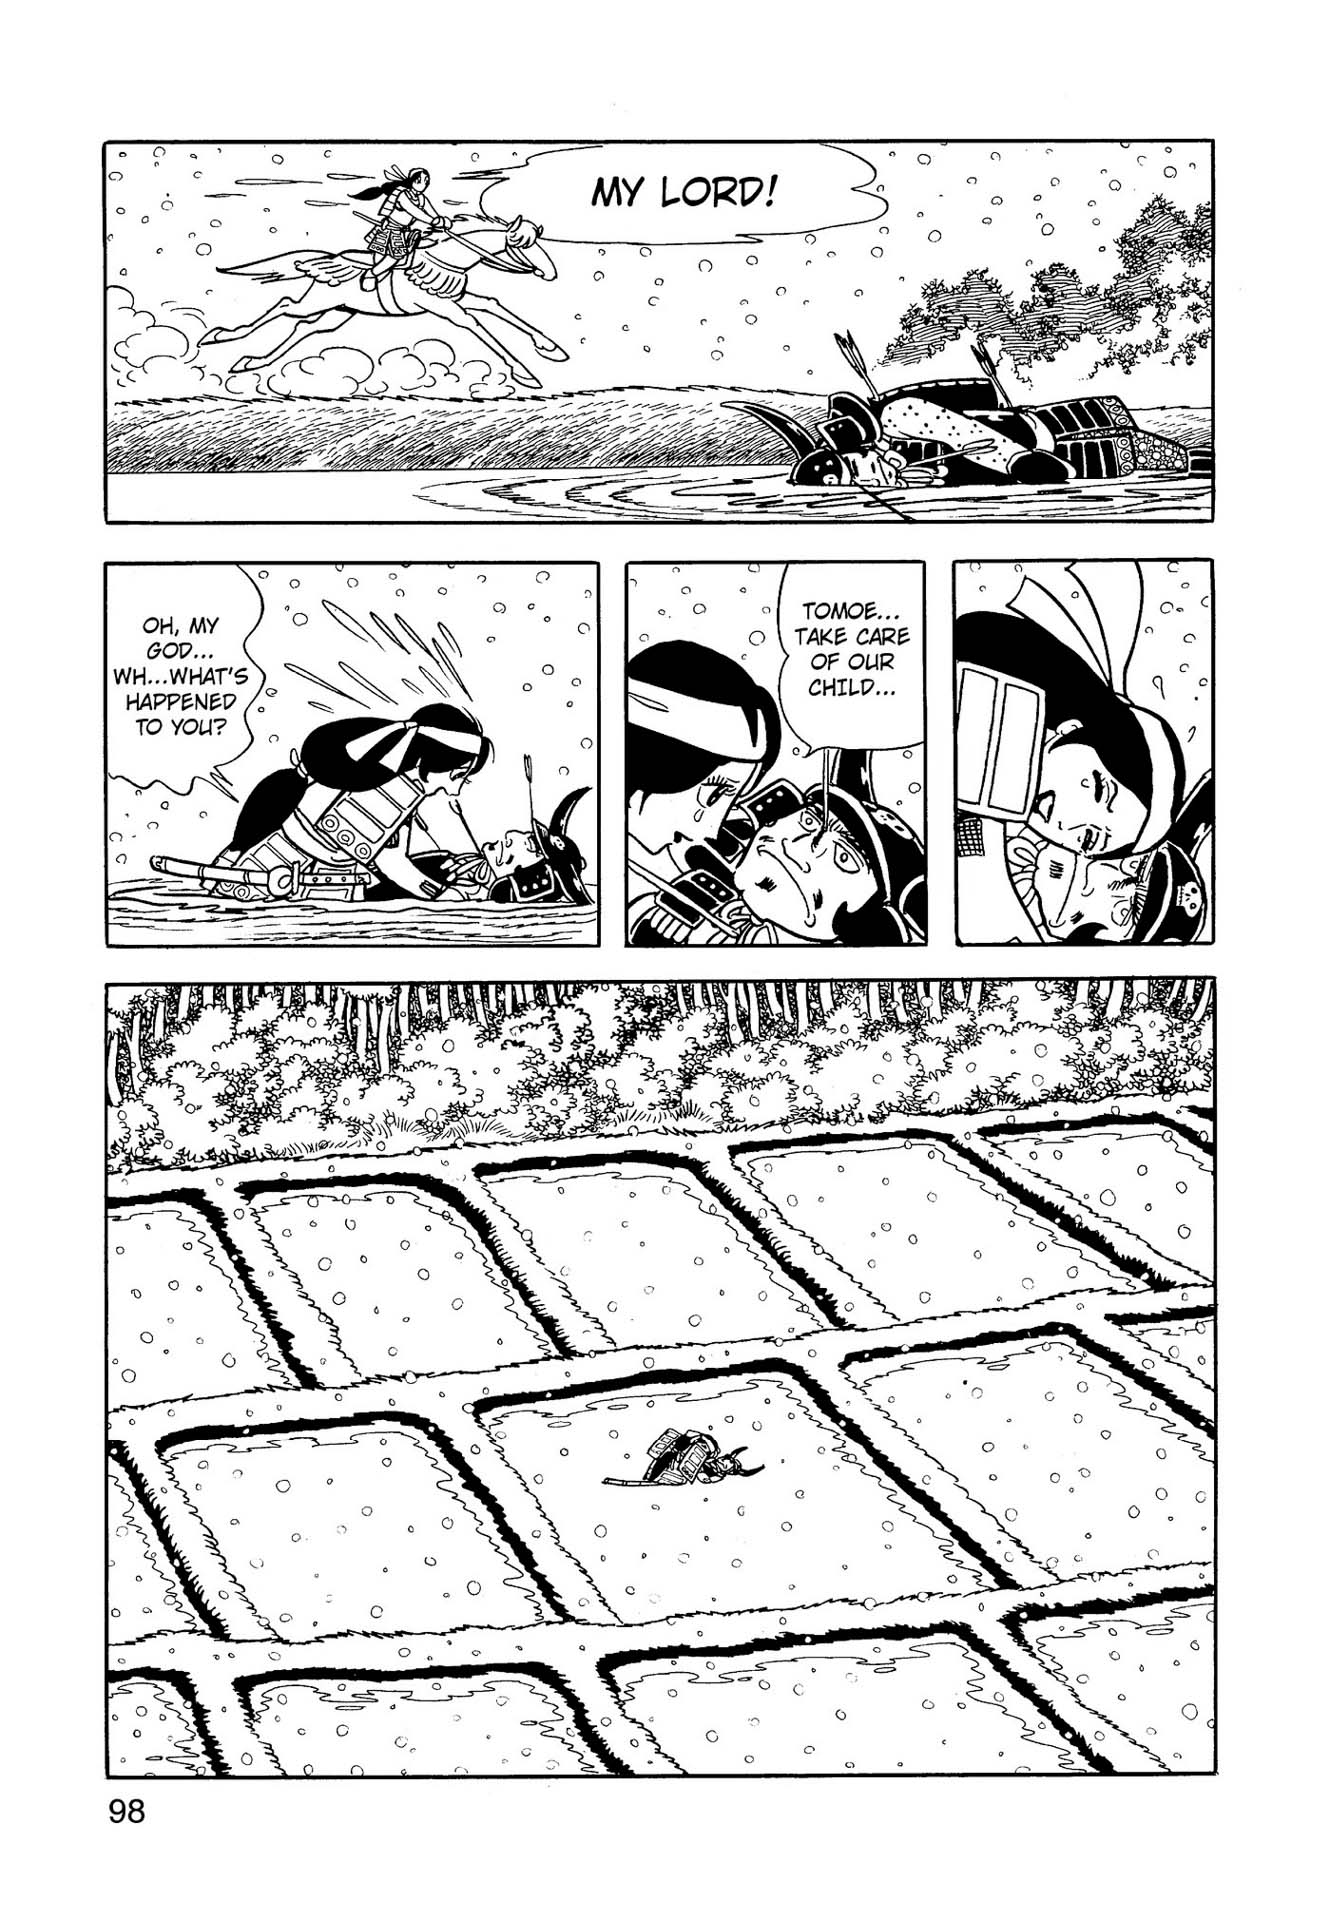 MY LORD!
OH, MY
GOD...
WH...WHAT'S
HAPPENED
TO YOU?
TOMOE...
TAKE CARE
OF OUR
CHILD...
98